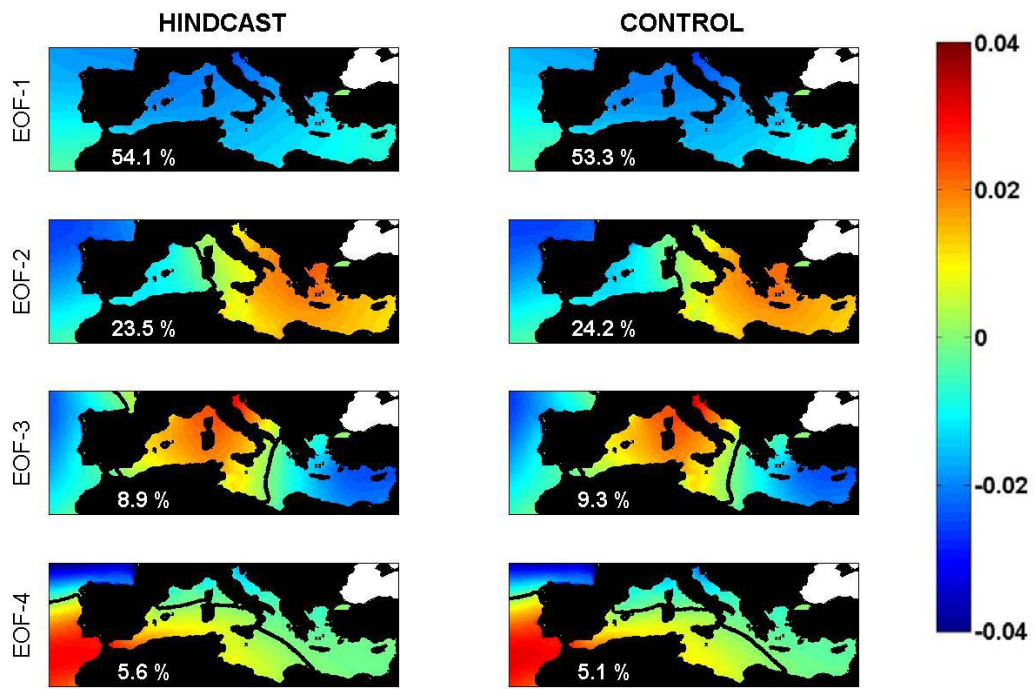 HINDCAST CONTROL
0.04
EOF-1
54.1 %
53.3 %
0.02
EOF-2
23.5 %
24.2 %
0
EOF-3
8.9 %
9.3 %
-0.02
EOF-4
5.6 %
5.1 %
-0.04